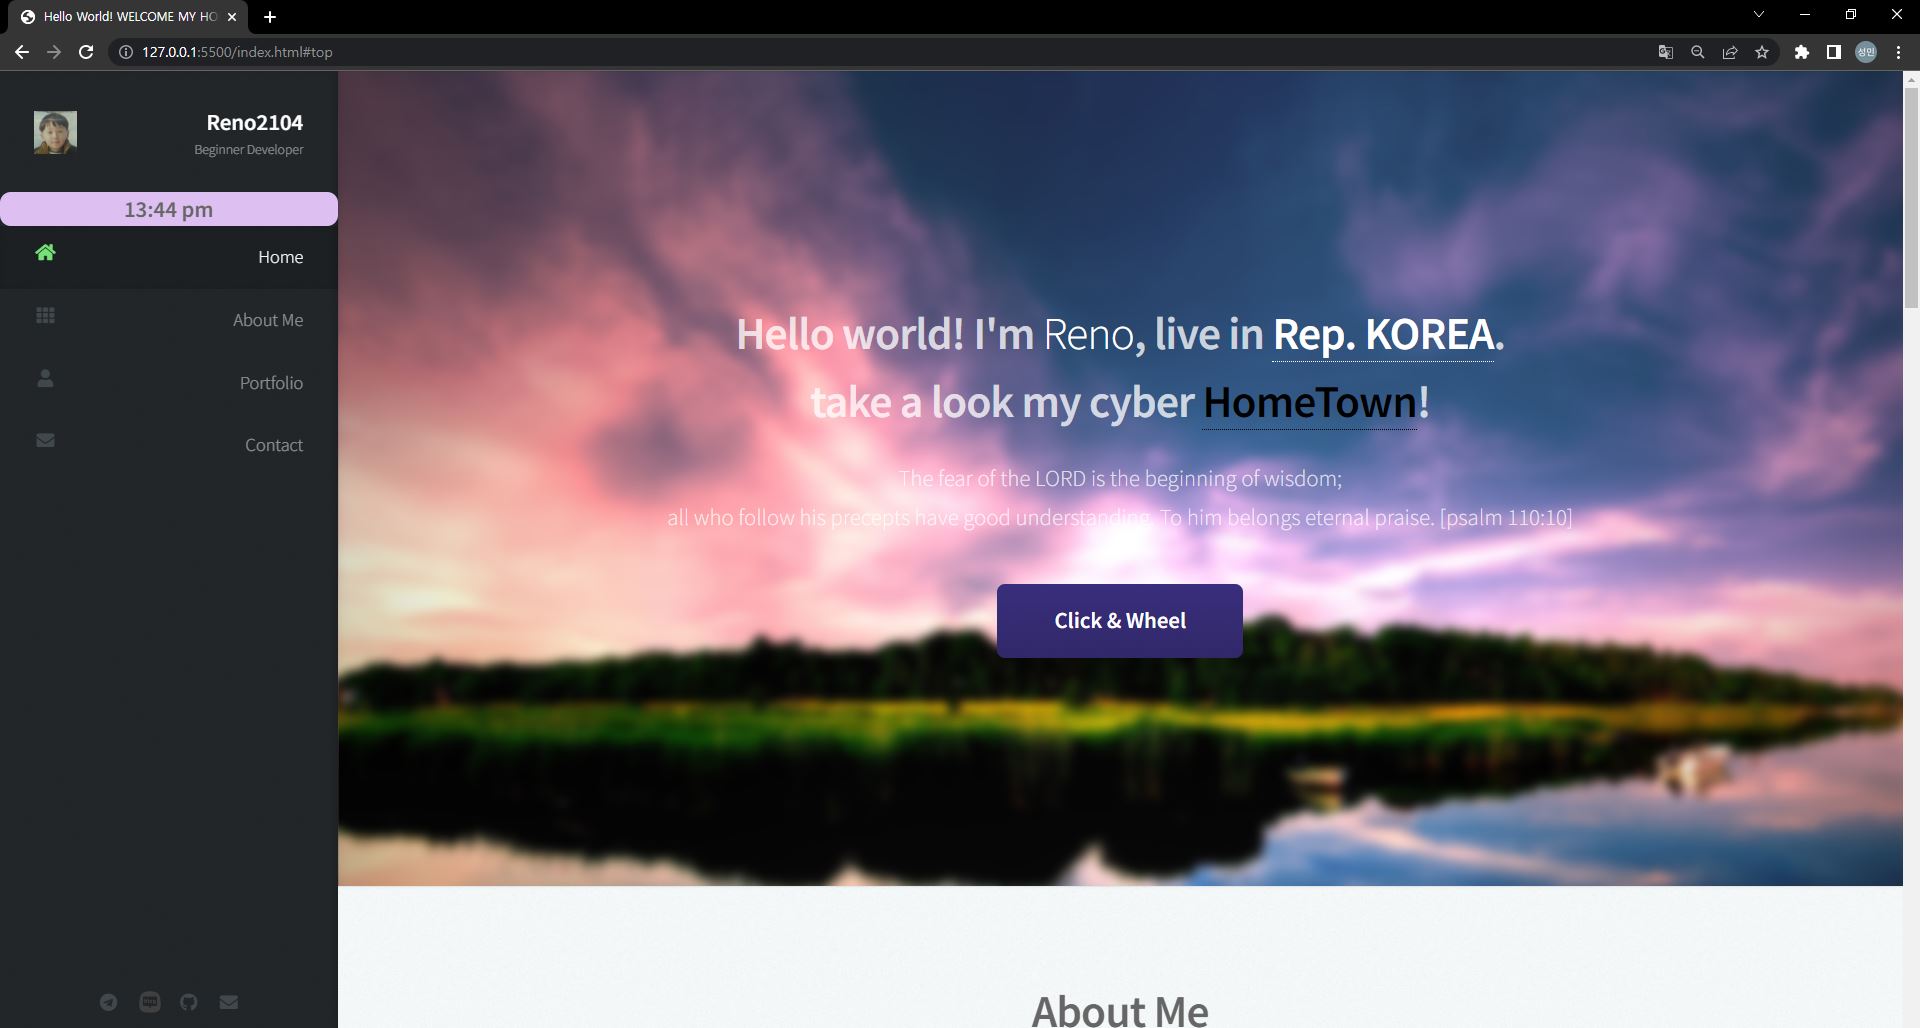 Hello World! WELCOME MY HO
127.0.0.1:5500/index.html#top
성민
Reno2104
Beginner Developer
13:44 pm
Home
About Me
Portfolio
Contact
Hello world! I'm Reno, live in Rep. KOREA.
take a look my cyber HomeTown!
The fear of the LORD is the beginning of wisdom;
all who follow his precepts have good understanding. To him belongs eternal praise. [psalm 110:10]
Click & Wheel
About Me